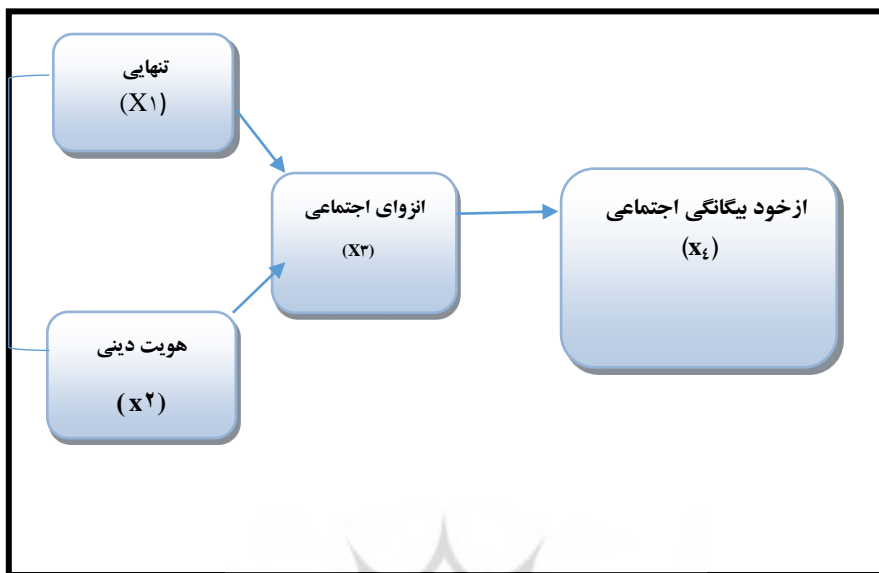 تنهایی
(X۱)
انزوای اجتماعی
(X۳)
ازخود بیگانگی اجتماعی
(x٤)
هویت دینی
(x۲)